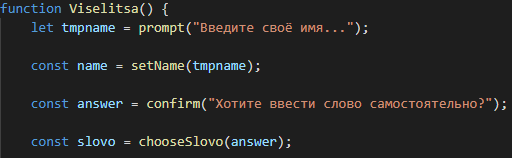 function Viselitsa() {
let tmpname = prompt("Введите своё имя...");
const name = setName(tmpname);
const answer = confirm("Хотите ввести слово самостоятельно?");
const slovo = chooseSlovo(answer);